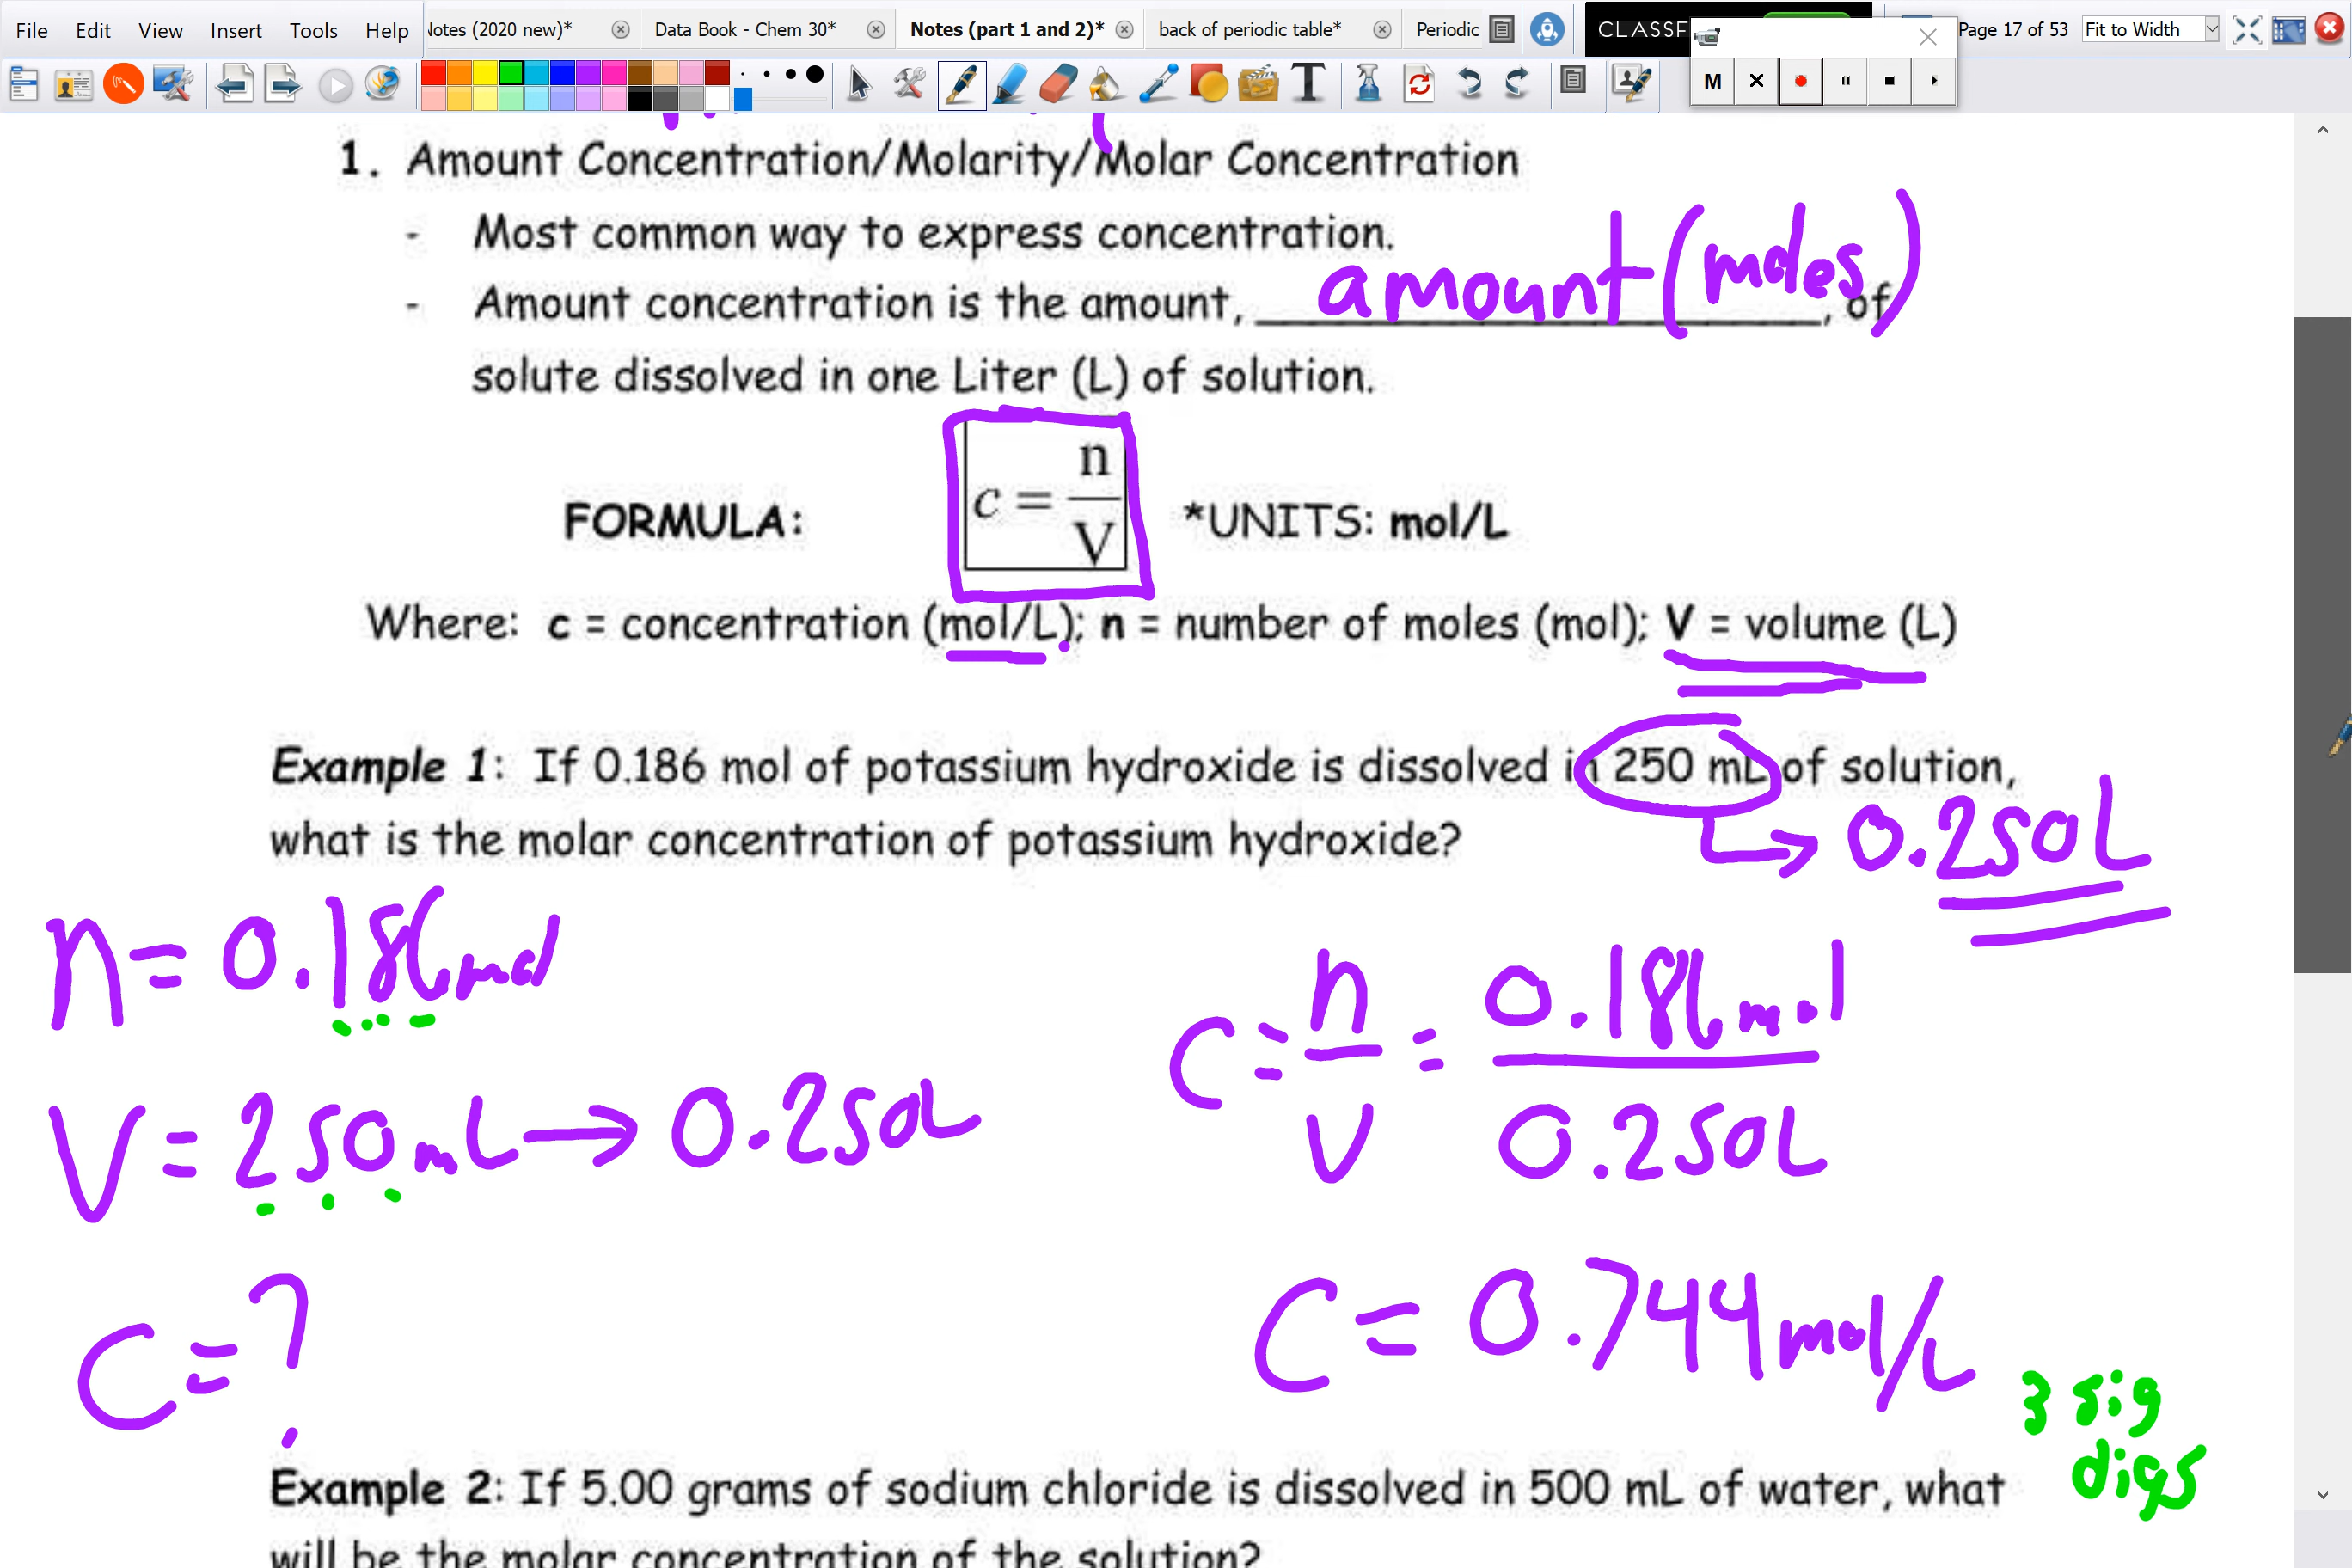 File Edit View Insert Tools Help Notes (2020 new)* Data Book - Chem 30* Notes (part 1 and 2)* back of periodic table* Periodic Page 17 of 53 Fit to Width
M
1. Amount Concentration/Molarity/Molar Concentration
- Most common way to express concentration.
- Amount concentration is the amount, amount (moles), of
solute dissolved in one Liter (L) of solution.
FORMULA: c = n/V *UNITS: mol/L
Where: c = concentration (mol/L); n = number of moles (mol); V = volume (L)
Example 1: If 0.186 mol of potassium hydroxide is dissolved in 250 mL of solution,
what is the molar concentration of potassium hydroxide?
0.250L
n = 0.186 mol
C = n/V = 0.186 mol/0.250L
V = 250 mL → 0.250L
C = ?
C = 0.744 mol/L
3 sig
digs
Example 2: If 5.00 grams of sodium chloride is dissolved in 500 mL of water, what
will be the molar concentration of the solution?